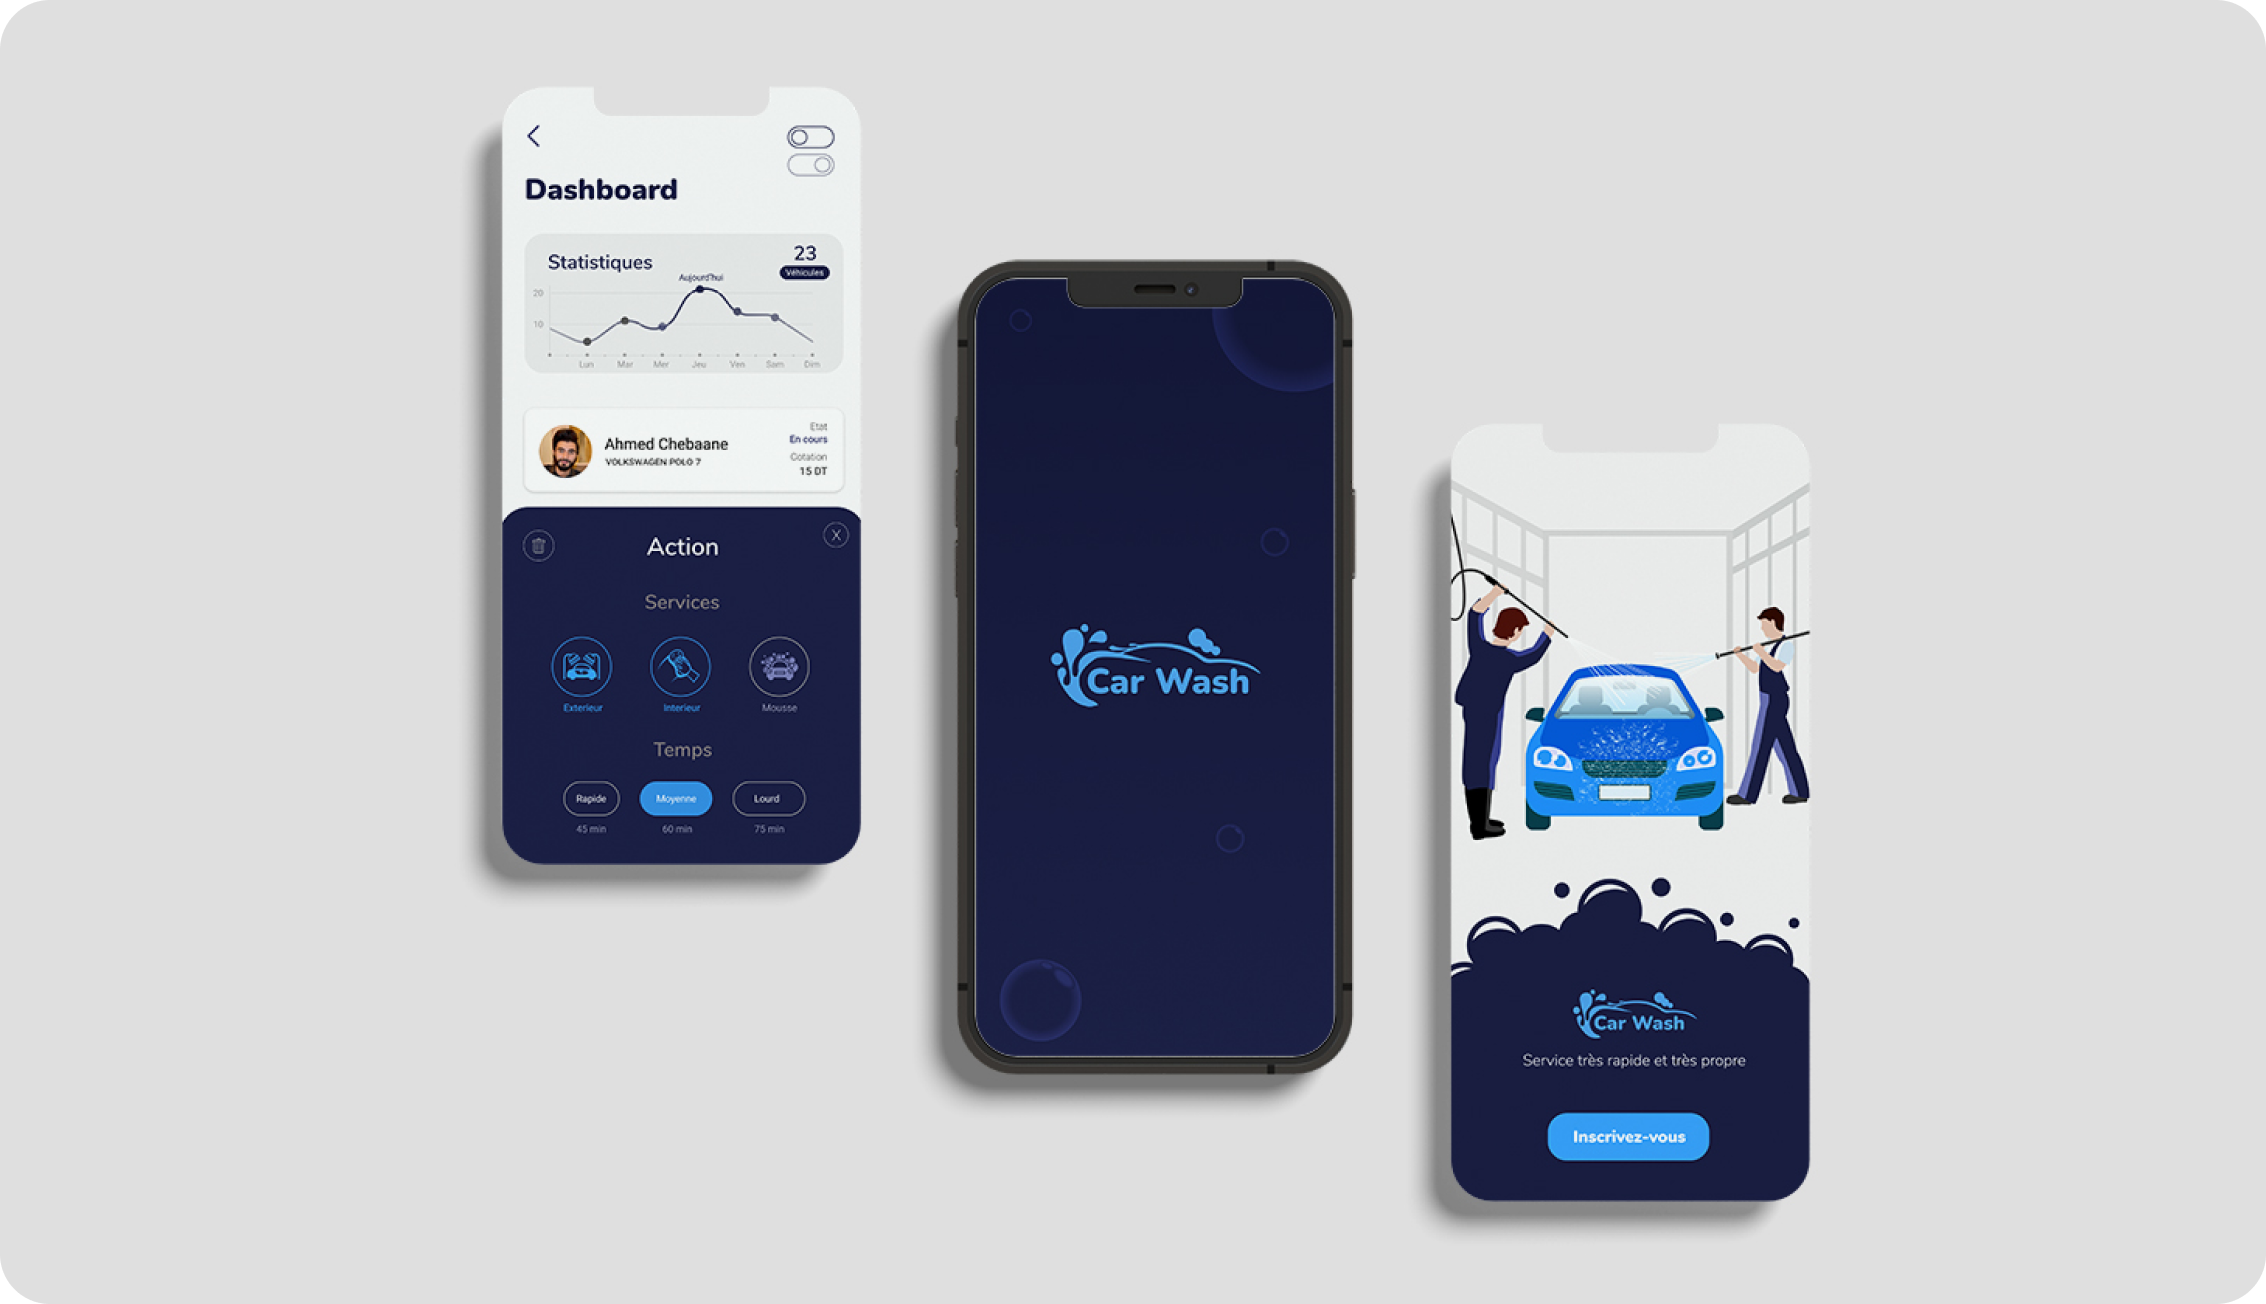 Dashboard
Statistiques
23
Véhicules
Aujourd'hui
20
10
Lun Mar Mer Jeu Ven Sam Dim
Ahmed Chebaane
VOLKSWAGEN POLO 7
Etat
En cours
Cotation
15 DT
X
Action
Services
Exterieur Interieur Mousse
Temps
Rapide Moyenne Lourd
45 min 60 min 75 min
Car Wash
Car Wash
Service très rapide et très propre
Inscrivez-vous